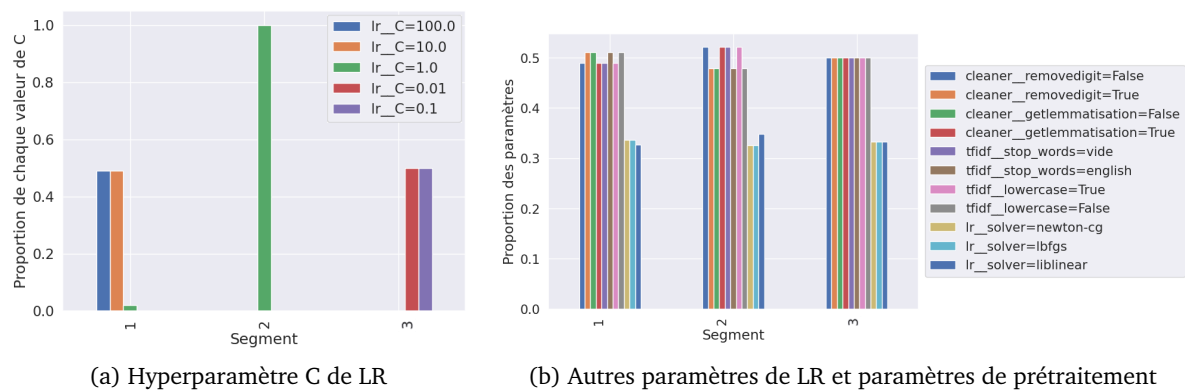 Proportion de chaque valeur de C
1.0
0.8
0.6
0.4
0.2
0.0
lr__C=100.0
lr__C=10.0
lr__C=1.0
lr__C=0.01
lr__C=0.1
1
2
3
Segment
(a) Hyperparamètre C de LR
Proportion des paramètres
0.5
0.4
0.3
0.2
0.1
0.0
1
2
3
Segment
cleaner__removedigit=False
cleaner__removedigit=True
cleaner__getlemmatisation=False
cleaner__getlemmatisation=True
tfidf__stop_words=vide
tfidf__stop_words=english
tfidf__lowercase=True
tfidf__lowercase=False
lr__solver=newton-cg
lr__solver=lbfgs
lr__solver=liblinear
(b) Autres paramètres de LR et paramètres de prétraitement